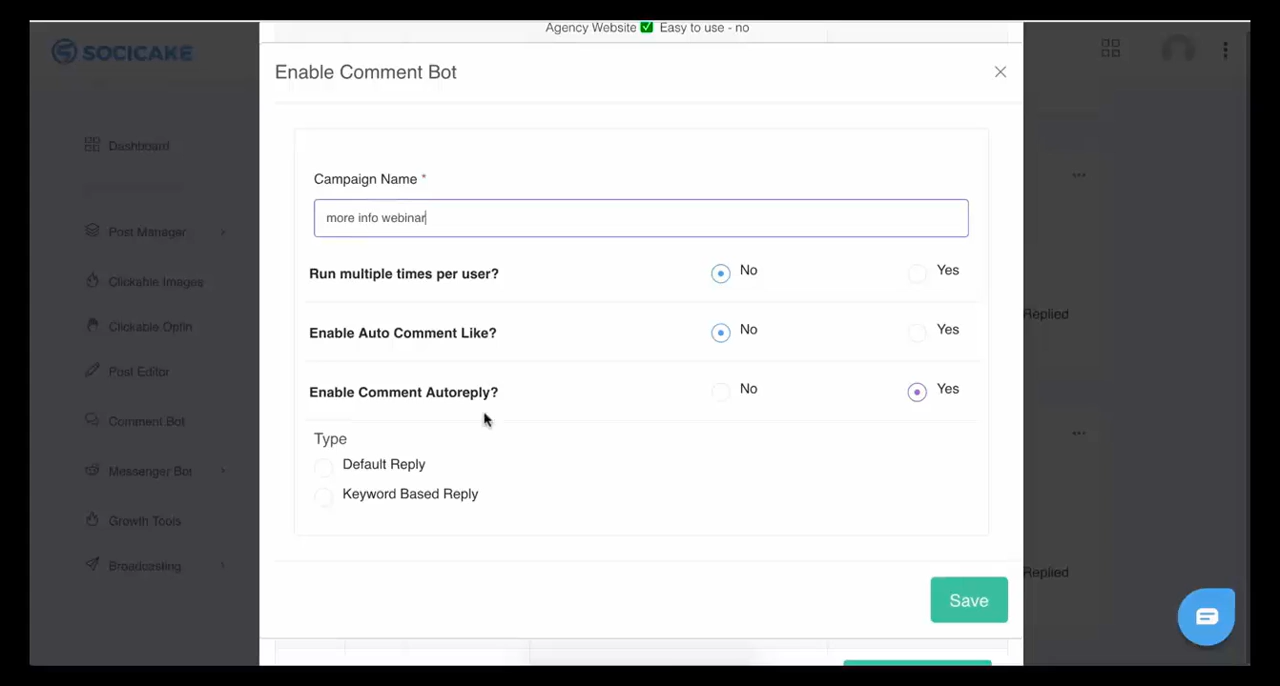 Agency Website ✅ Easy to use - no
SOCICAKE
Enable Comment Bot
Dashboard
Post Manager
Clickable Images
Clickable Optin
Post Editor
Comment Bot
Messenger Bot
Growth Tools
Broadcasting
Campaign Name *
more info webinar
Run multiple times per user? No Yes
Enable Auto Comment Like? No Yes
Enable Comment Autoreply? No Yes
Type
Default Reply
Keyword Based Reply
Save
Replied
Replied